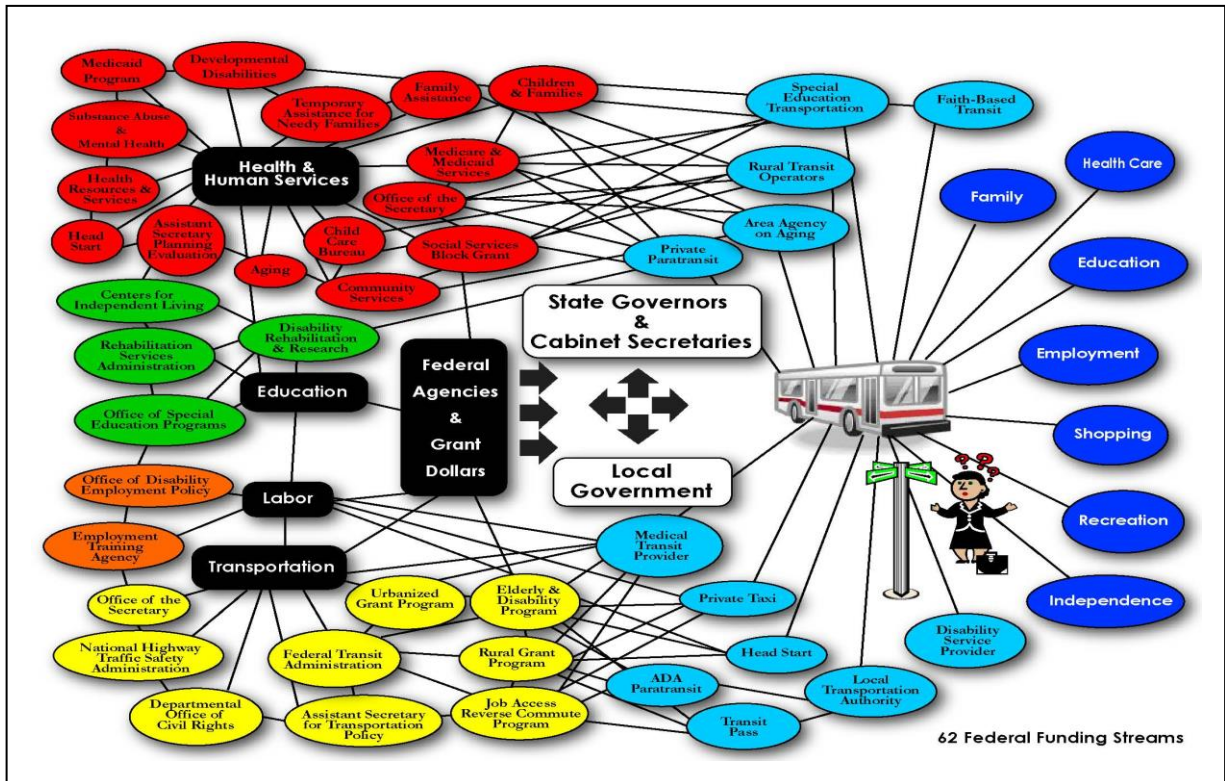 Medicaid
Program
Developmental
Disabilities
Temporary
Assistance for
Needy Families
Family
Assistance
Children
& Families
Special
Education
Transportation
Faith-Based
Transit
Substance Abuse
&
Mental Health
Health &
Human Services
Medicare &
Medicaid
Services
Rural Transit
Operators
Health Care
Family
Health
Resources &
Services
Office of the
Secretary
Area Agency
on Aging
Head
Start
Assistant
Secretary
Planning
Evaluation
Child
Care
Bureau
Social Services
Block Grant
Private
Paratransit
Education
Aging
Community
Services
Centers for
Independent Living
State Governors
&
Cabinet Secretaries
Rehabilitation
Services
Administration
Disability
Rehabilitation
& Research
Employment
Education
Federal
Agencies
&
Grant
Dollars
Office of Special
Education Programs
Shopping
Office of Disability
Employment Policy
Labor
Local
Government
Employment
Training
Agency
Transportation
Medical
Transit
Provider
Recreation
Office of the
Secretary
Urbanized
Grant Program
Elderly &
Disability
Program
Private Taxi
Independence
National Highway
Traffic Safety
Administration
Federal Transit
Administration
Rural Grant
Program
Head Start
Disability
Service
Provider
ADA
Paratransit
Local
Transportation
Authority
Departmental
Office of
Civil Rights
Assistant Secretary
for Transportation
Policy
Job Access
Reverse Commute
Program
Transit
Pass
62 Federal Funding Streams
???